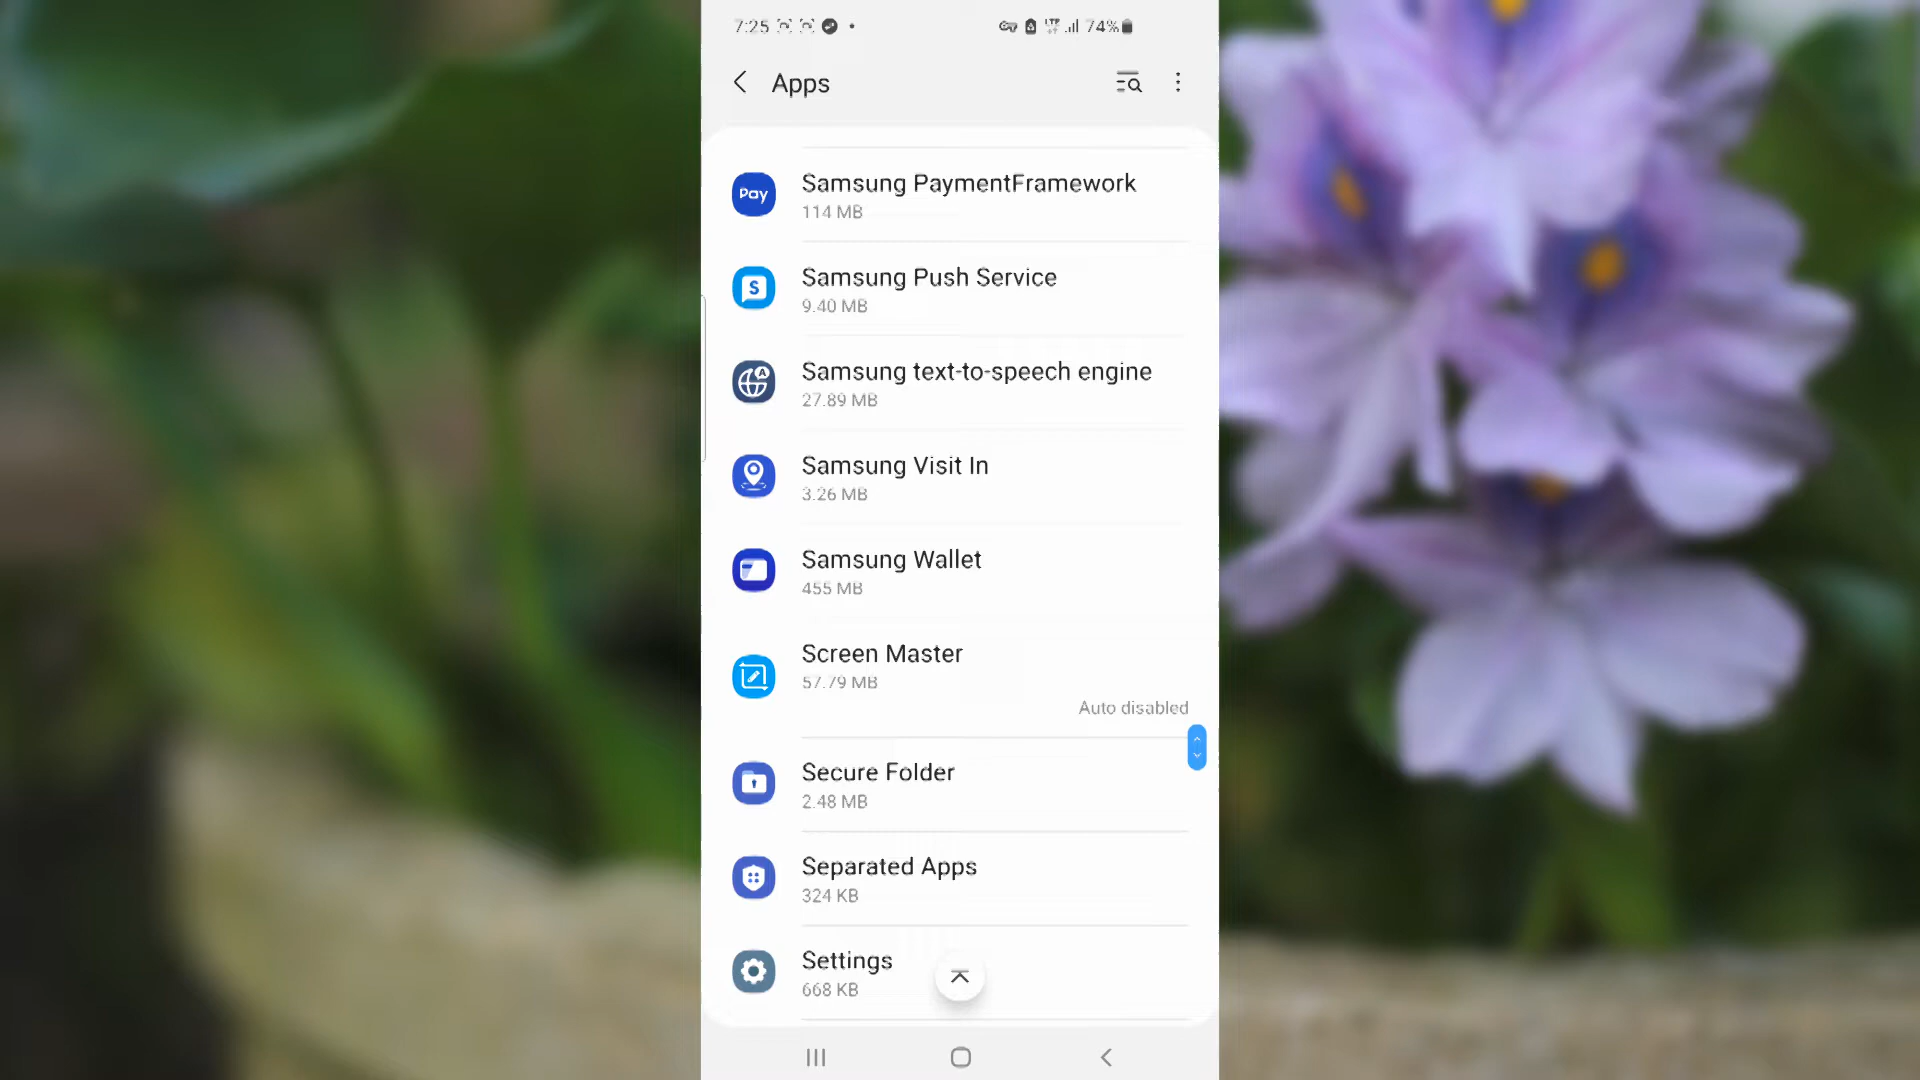 7:25
LTE
74%
Apps
Pay
Samsung PaymentFramework
114 MB
S
Samsung Push Service
9.40 MB
A
Samsung text-to-speech engine
27.89 MB
Samsung Visit In
3.26 MB
Samsung Wallet
455 MB
Screen Master
57.79 MB
Auto disabled
Secure Folder
2.48 MB
Separated Apps
324 KB
Settings
668 KB